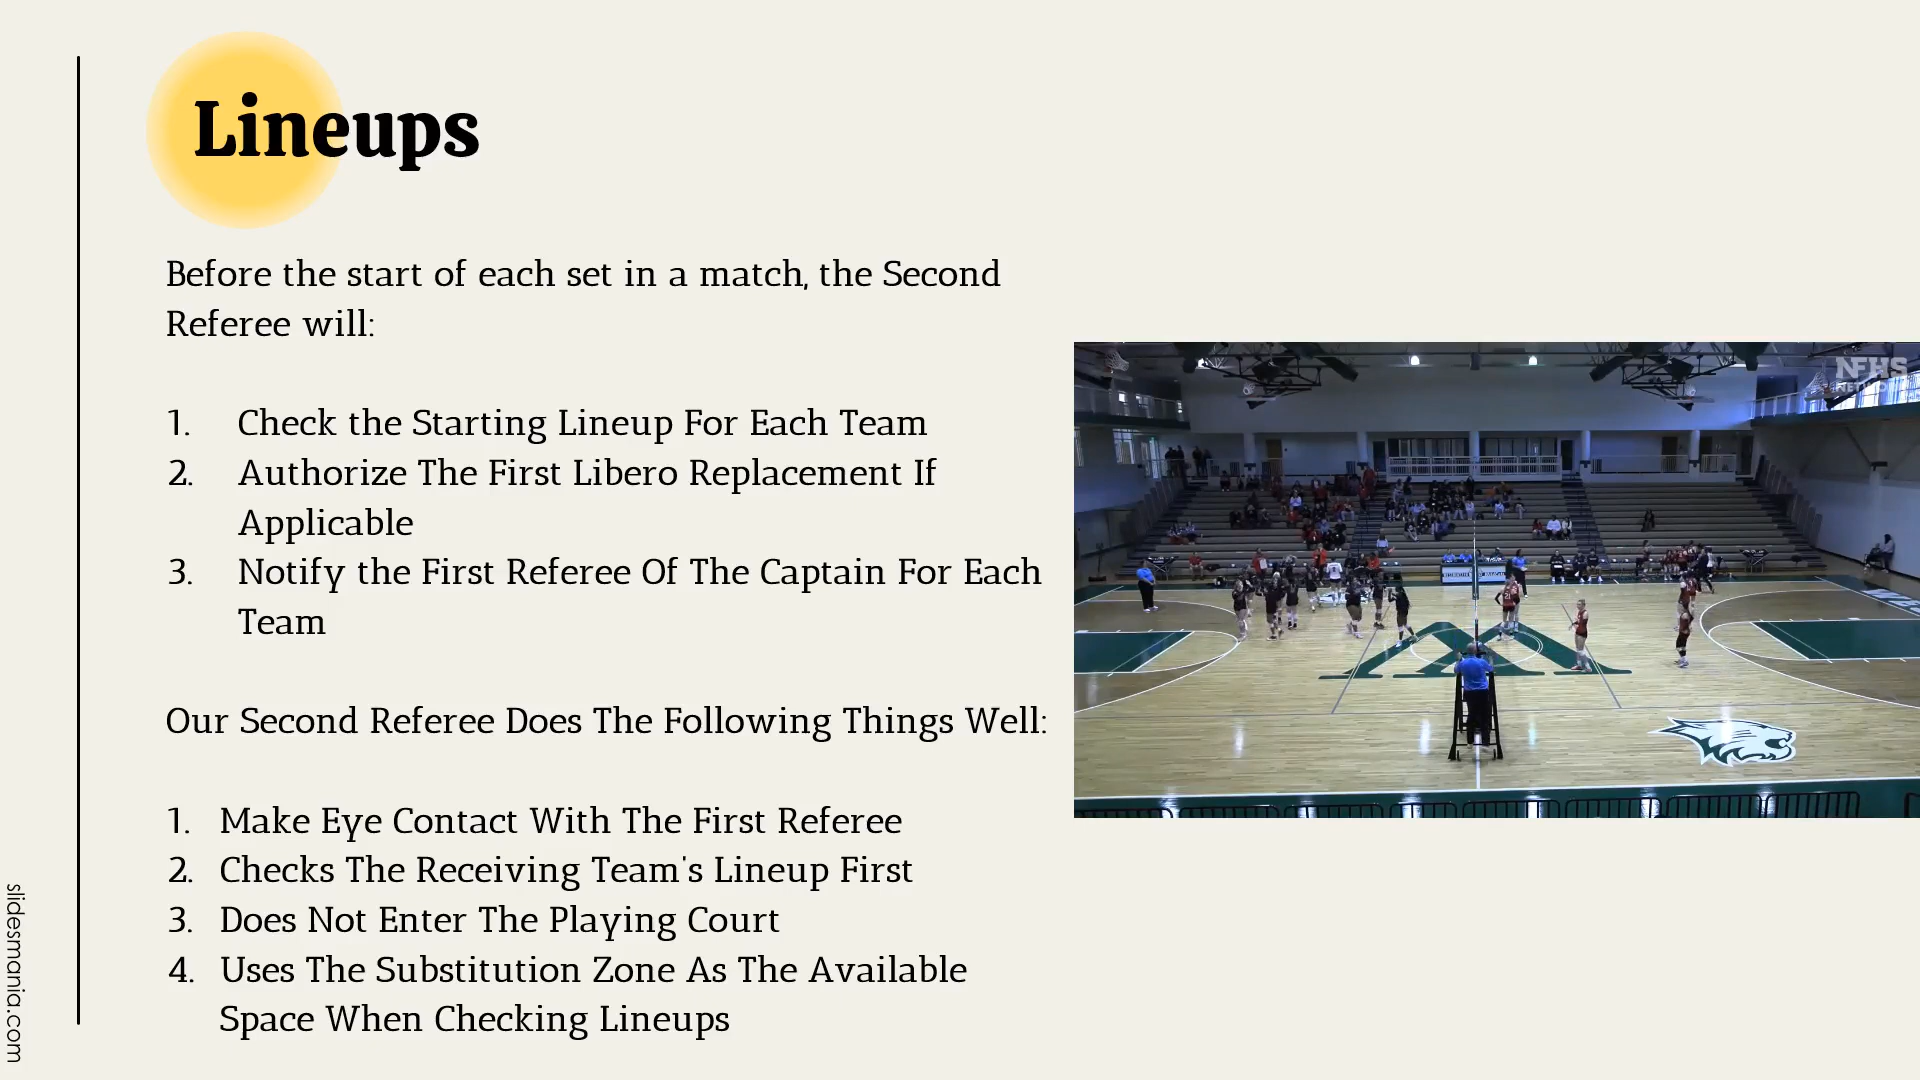 Lineups
Before the start of each set in a match, the Second
Referee will:
1. Check the Starting Lineup For Each Team
2. Authorize The First Libero Replacement If
Applicable
3. Notify the First Referee Of The Captain For Each
Team
Our Second Referee Does The Following Things Well:
1. Make Eye Contact With The First Referee
2. Checks The Receiving Team's Lineup First
3. Does Not Enter The Playing Court
4. Uses The Substitution Zone As The Available
Space When Checking Lineups
NFHS
NETWORK
slidesmania.com